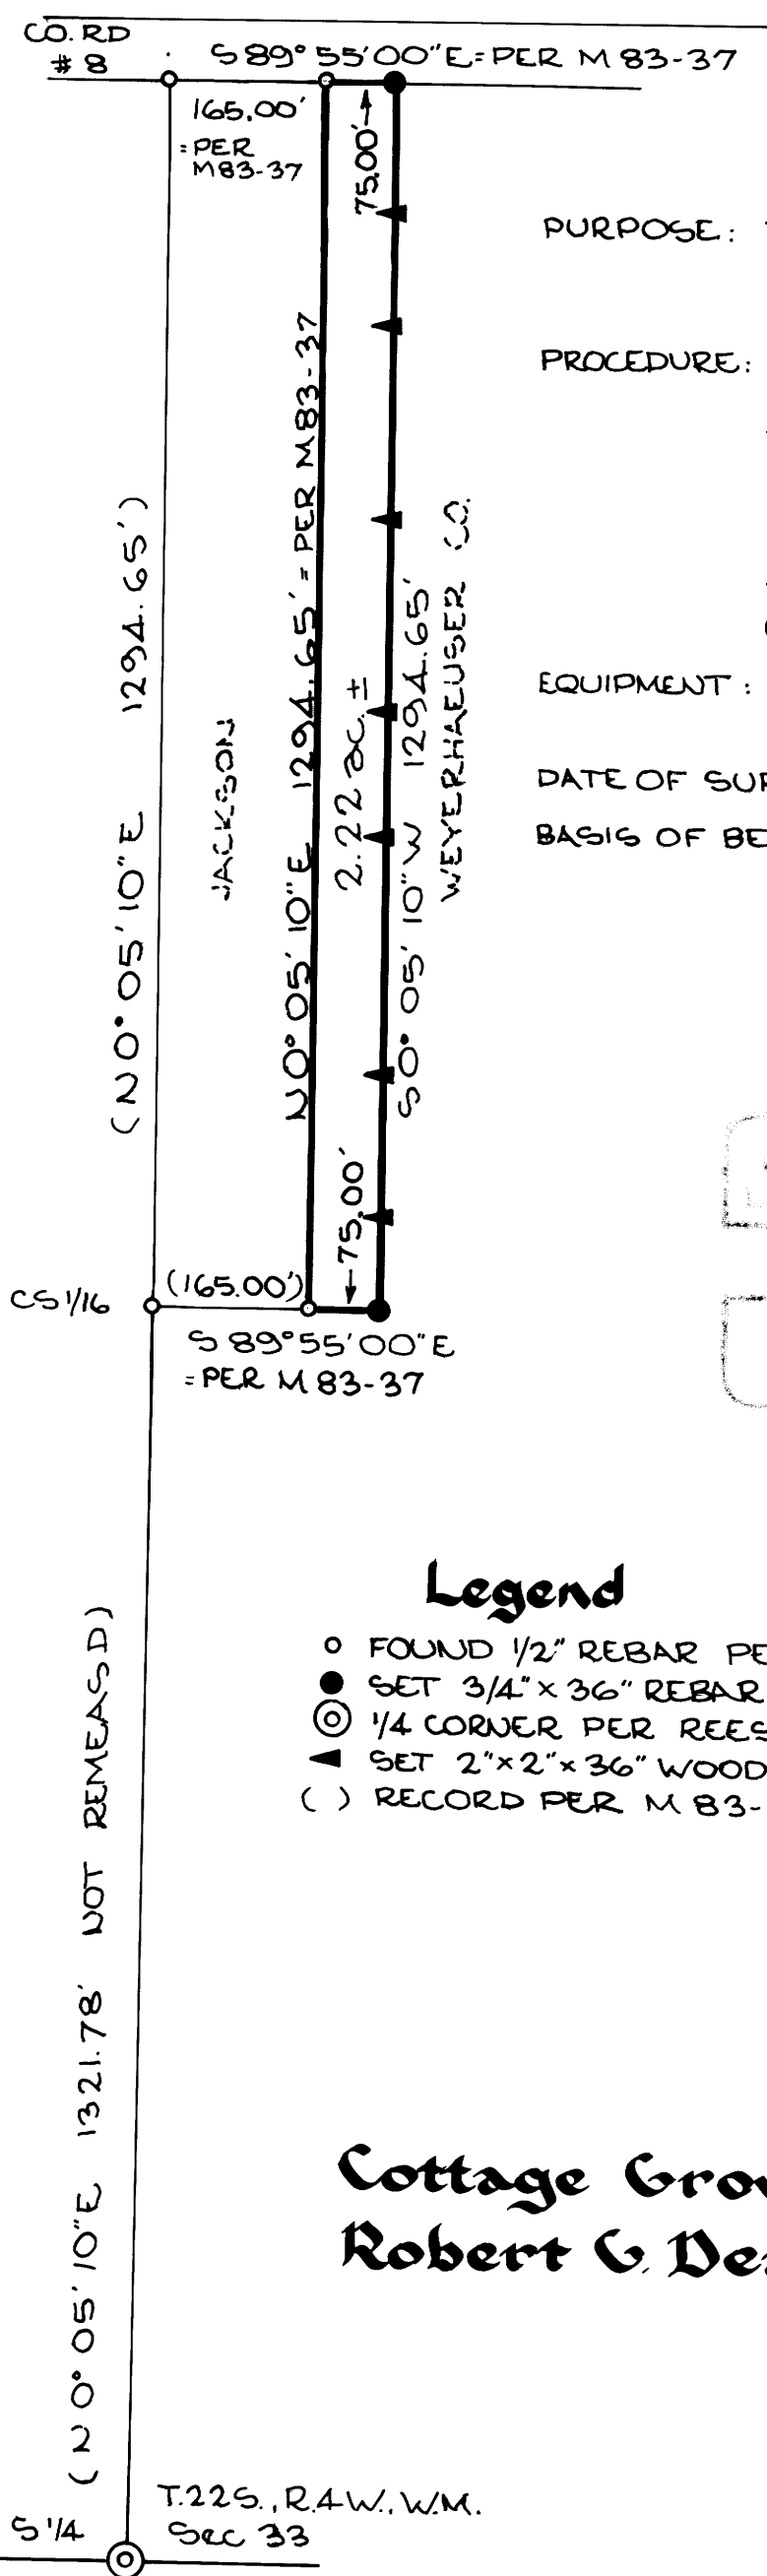 CO. RD
# 8
S 89° 55' 00" E = PER M 83-37
165.00'
= PER
M83-37
75.00'
PURPOSE:
PROCEDURE:
EQUIPMENT:
DATE OF SUR
BASIS OF BE
(N 0° 05' 10" E 1294.65')
JACKSON
N 0° 05' 10" E 1294.65' = PER M83-37
2.22 ac. ±
S 0° 05' 10" W 1294.65'
WEYERHAEUSER CO.
75.00'
CS 1/16
(165.00')
S 89° 55' 00" E
= PER M 83-37
Legend
FOUND 1/2" REBAR PE
SET 3/4" x 36" REBAR
1/4 CORNER PER REES
SET 2" x 2" x 36" WOOD
( ) RECORD PER M 83-
(N 0° 05' 10" E 1321.78' NOT REMEASD)
Cottage Grov
Robert G. De
T.22S., R.4W., W.M.
Sec 33
S 1/4